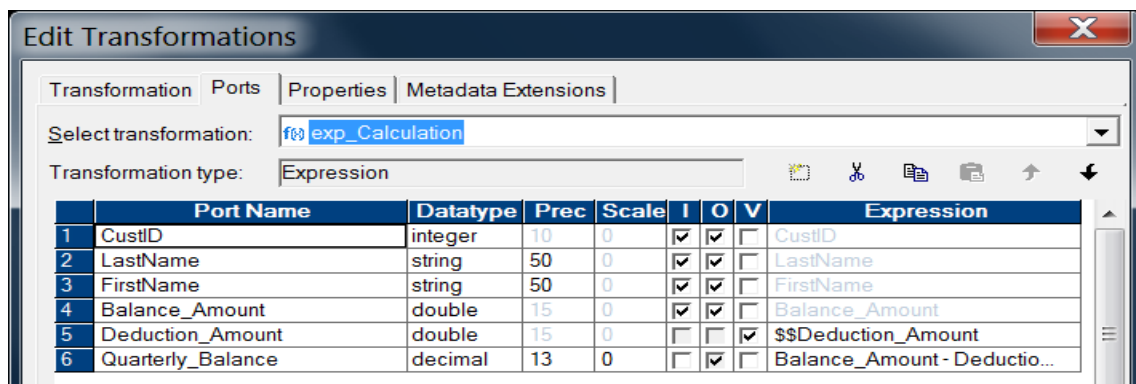 Edit Transformations
Transformation Ports Properties Metadata Extensions
Select transformation: f(x) exp_Calculation
Transformation type: Expression
Port Name Datatype Prec Scale I O V Expression
1 CustID integer 10 0 CustID
2 LastName string 50 0 LastName
3 FirstName string 50 0 FirstName
4 Balance_Amount double 15 0 Balance_Amount
5 Deduction_Amount double 15 0 $$Deduction_Amount
6 Quarterly_Balance decimal 13 0 Balance_Amount - Deductio...